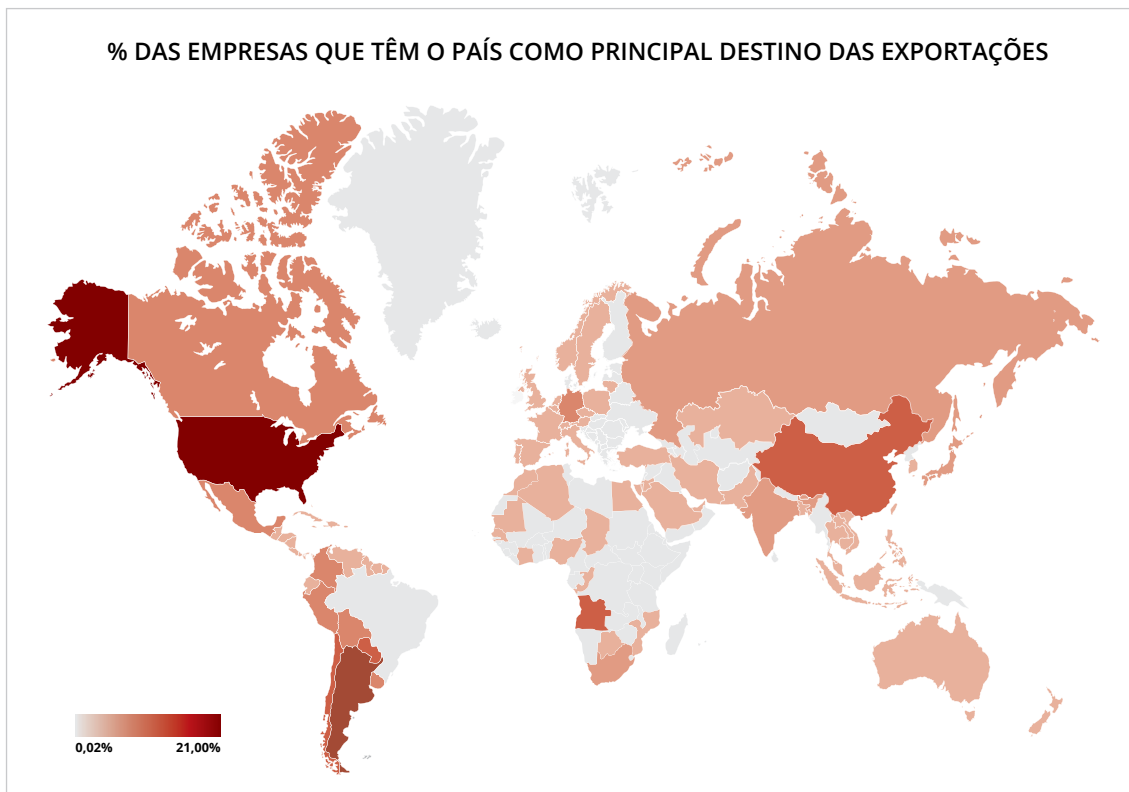 % DAS EMPRESAS QUE TÊM O PAÍS COMO PRINCIPAL DESTINO DAS EXPORTAÇÕES
0,02% 21,00%